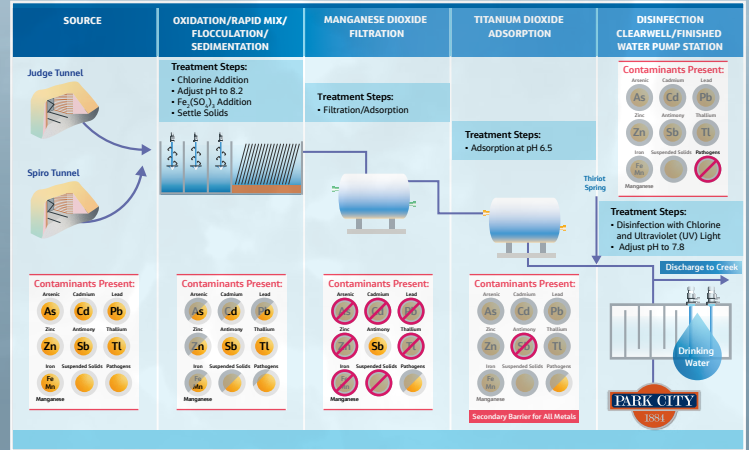 SOURCE
Judge Tunnel
Spiro Tunnel
Contaminants Present:
Arsenic Cadmium Lead
As Cd Pb
Zinc Antimony Thallium
Zn Sb TL
Iron Suspended Solids Pathogens
Fe
Mn
Manganese
OXIDATION/RAPID MIX/
FLOCCULATION/
SEDIMENTATION
Treatment Steps:
• Chlorine Addition
• Adjust pH to 8.2
• Fe₂(SO₄)₃ Addition
• Settle Solids
Contaminants Present:
Arsenic Cadmium Lead
As Cd Pb
Zinc Antimony Thallium
Zn Sb TL
Iron Suspended Solids Pathogens
Fe
Mn
Manganese
MANGANESE DIOXIDE
FILTRATION
Treatment Steps:
• Filtration/Adsorption
Contaminants Present:
Arsenic Cadmium Lead
As Cd Pb
Zinc Antimony Thallium
Zn Sb TL
Iron Suspended Solids Pathogens
Fe
Mn
Manganese
TITANIUM DIOXIDE
ADSORPTION
Treatment Steps:
• Adsorption at pH 6.5
Contaminants Present:
Arsenic Cadmium Lead
As Cd Pb
Zinc Antimony Thallium
Zn Sb TL
Iron Suspended Solids Pathogens
Fe
Mn
Manganese
Secondary Barrier for All Metals
DISINFECTION
CLEARWELL/FINISHED
WATER PUMP STATION
Contaminants Present:
Arsenic Cadmium Lead
As Cd Pb
Zinc Antimony Thallium
Zn Sb TL
Iron Suspended Solids Pathogens
Fe
Mn
Manganese
Thiriot
Spring
Treatment Steps:
• Disinfection with Chlorine
and Ultraviolet (UV) Light
• Adjust pH to 7.8
Discharge to Creek
Drinking
Water
PARK CITY
1884